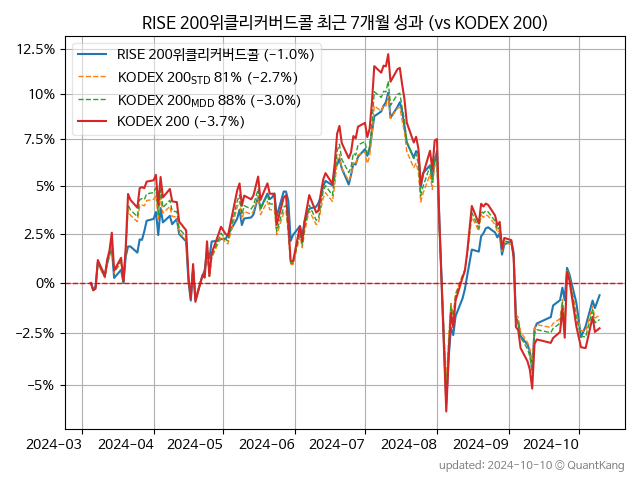 RISE 200위클리커버드콜 최근 7개월 성과 (vs KODEX 200)
RISE 200위클리커버드콜 (−1.0%)
KODEX 200STD 81% (−2.7%)
KODEX 200MDD 88% (−3.0%)
KODEX 200 (−3.7%)
12.5%
10%
7.5%
5%
2.5%
0%
−2.5%
−5%
2024-03 2024-04 2024-05 2024-06 2024-07 2024-08 2024-09 2024-10
updated: 2024-10-10 © QuantKang